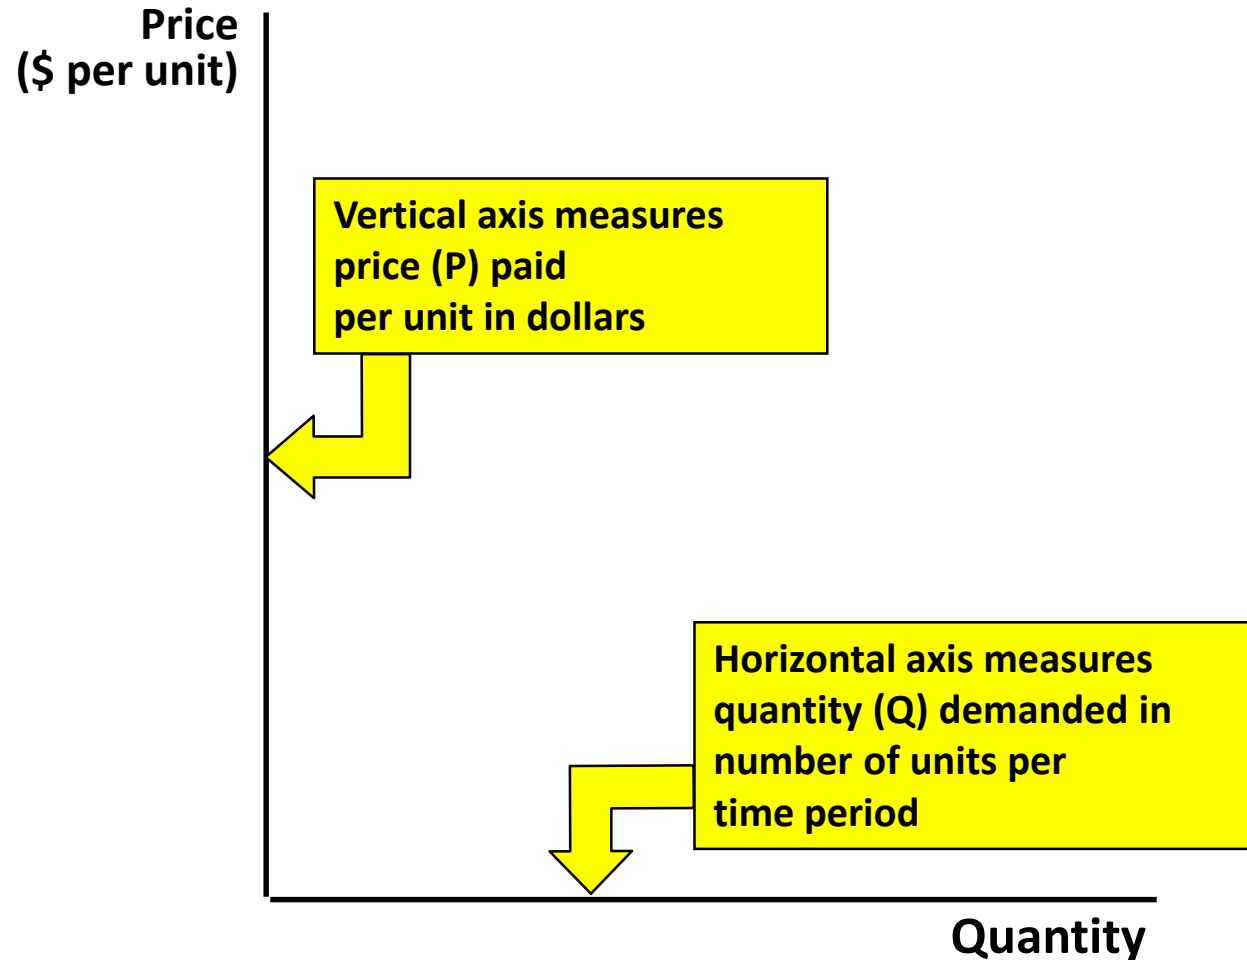 Price
($ per unit)
Vertical axis measures
price (P) paid
per unit in dollars
Horizontal axis measures
quantity (Q) demanded in
number of units per
time period
Quantity